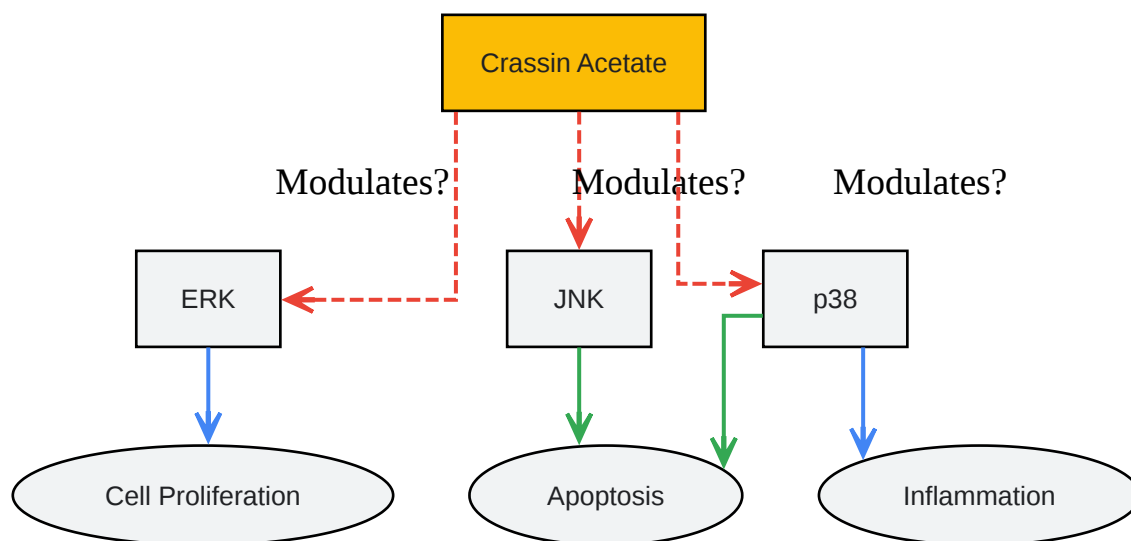 Crassin Acetate
Modulates?
Modulates?
Modulates?
ERK
JNK
p38
Cell Proliferation
Apoptosis
Inflammation